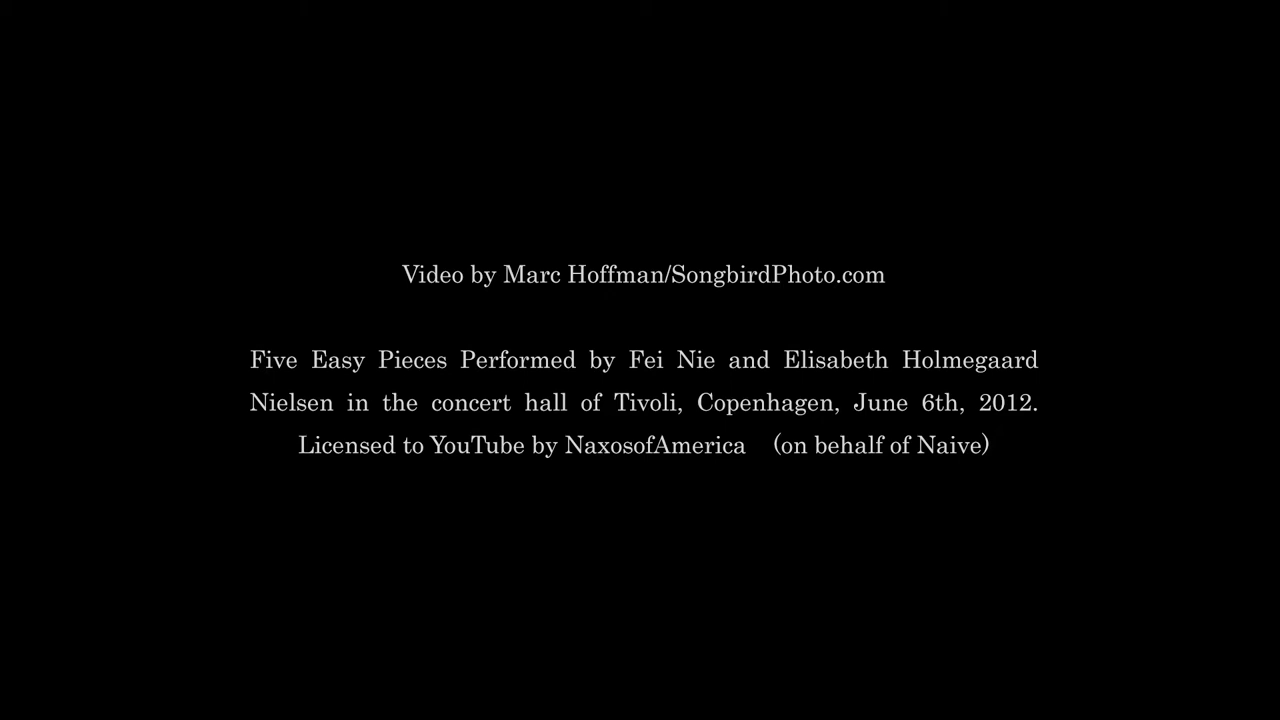 Video by Marc Hoffman/SongbirdPhoto.com
Five Easy Pieces Performed by Fei Nie and Elisabeth Holmegaard
Nielsen in the concert hall of Tivoli, Copenhagen, June 6th, 2012.
Licensed to YouTube by NaxosofAmerica (on behalf of Naive)